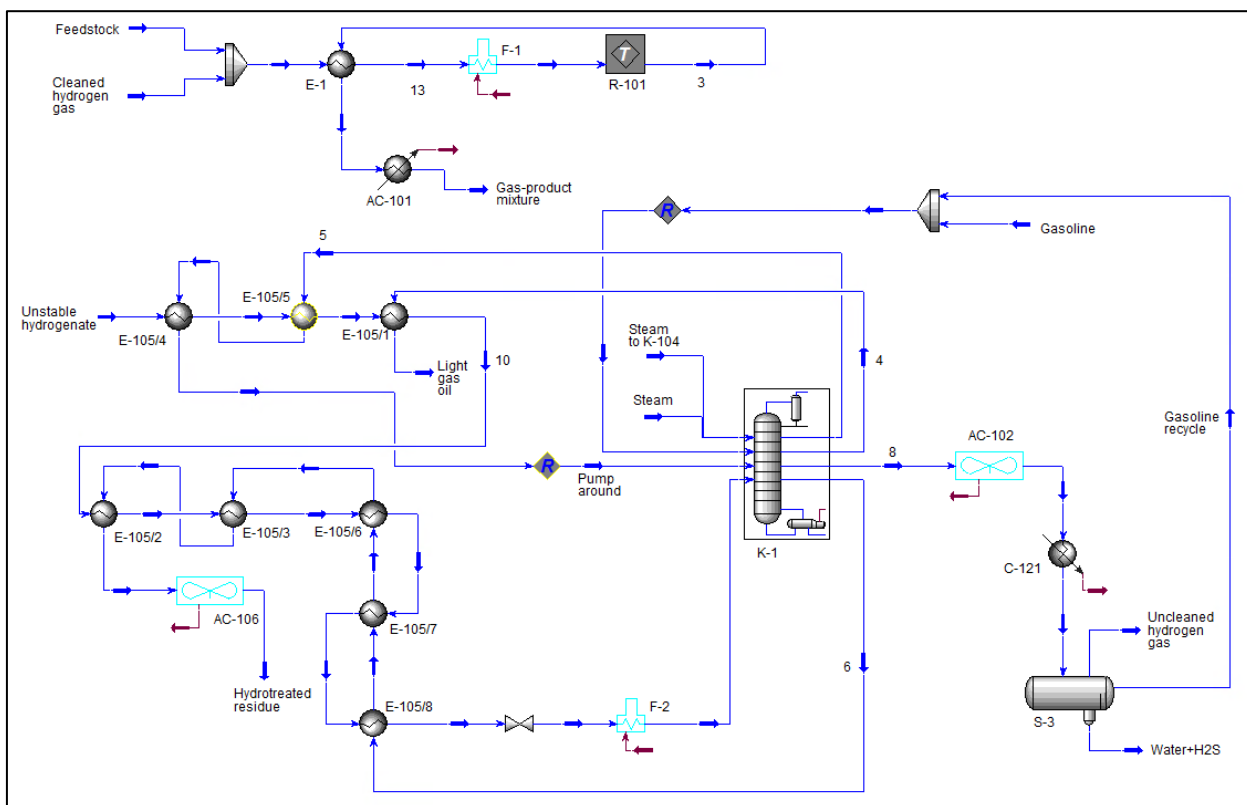 Feedstock
Cleaned
hydrogen
gas
E-1
13
F-1
T
R-101
3
AC-101
Gas-product
mixture
R
Gasoline
5
Unstable
hydrogenate
E-105/4
E-105/5
E-105/1
Light
gas
oil
10
Steam
to K-104
Steam
4
K-1
R
Pump
around
8
AC-102
Gasoline
recycle
E-105/2
E-105/3
E-105/6
E-105/7
AC-106
Hydrotreated
residue
E-105/8
F-2
6
C-121
Uncleaned
hydrogen
gas
S-3
Water+H2S